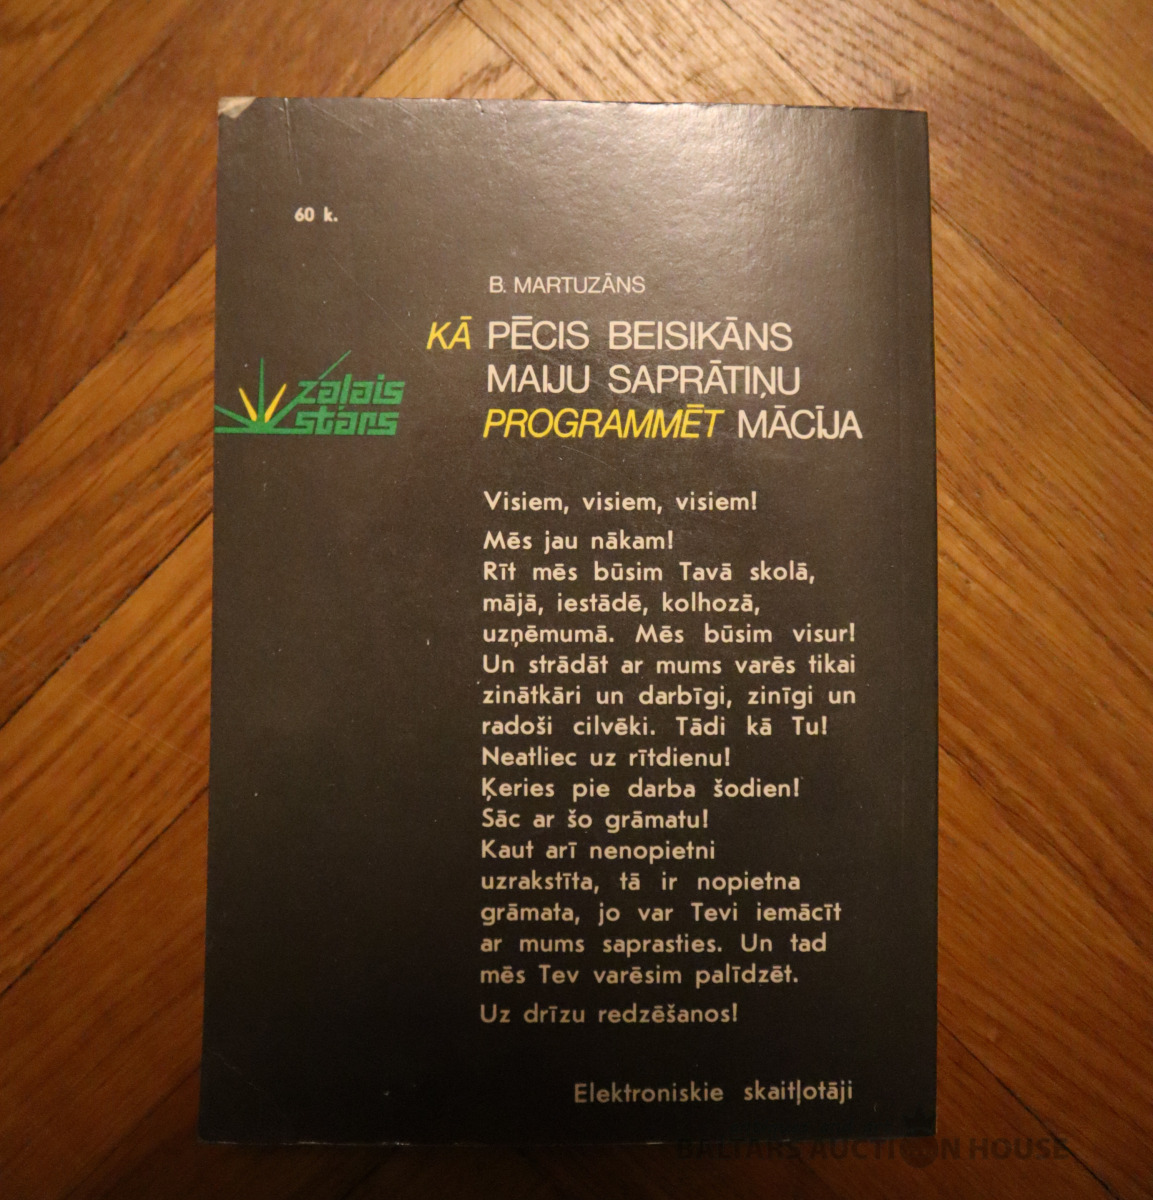 60 k.
B. MARTUZĀNS
KĀ PĒCIS BEISIKĀNS
MAIJU SAPRĀTIŅU
PROGRAMMĒT MĀCĪJA
zaļais
stars
Visiem, visiem, visiem!
Mēs jau nākam!
Rīt mēs būsim Tavā skolā,
mājā, iestādē, kolhozā,
uzņēmumā. Mēs būsim visur!
Un strādāt ar mums varēs tikai
zinātkāri un darbīgi, zinīgi un
radoši cilvēki. Tādi kā Tu!
Neatliec uz rītdienu!
Ķeries pie darba šodien!
Sāc ar šo grāmatu!
Kaut arī nenopietni
uzrakstīta, tā ir nopietna
grāmata, jo var Tevi iemācīt
ar mums saprasties. Un tad
mēs Tev varēsim palīdzēt.
Uz drīzu redzēšanos!
Elektroniskie skaitļotāji
BALTARS AUCTION HOUSE